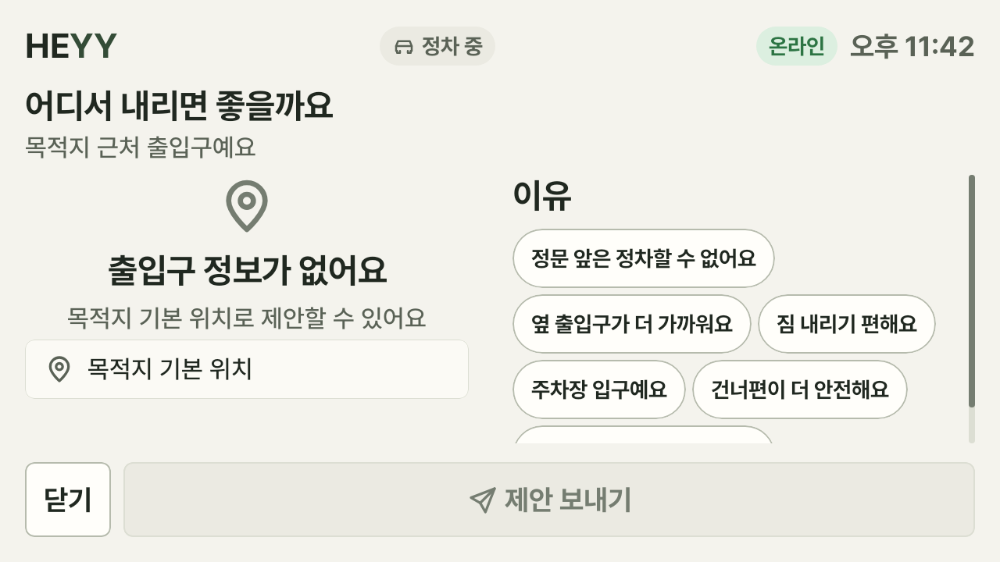 HEYY
정차 중
온라인
오후 11:42
어디서 내리면 좋을까요
목적지 근처 출입구예요
출입구 정보가 없어요
목적지 기본 위치로 제안할 수 있어요
목적지 기본 위치
이유
정문 앞은 정차할 수 없어요
옆 출입구가 더 가까워요
짐 내리기 편해요
주차장 입구예요
건너편이 더 안전해요
닫기
제안 보내기